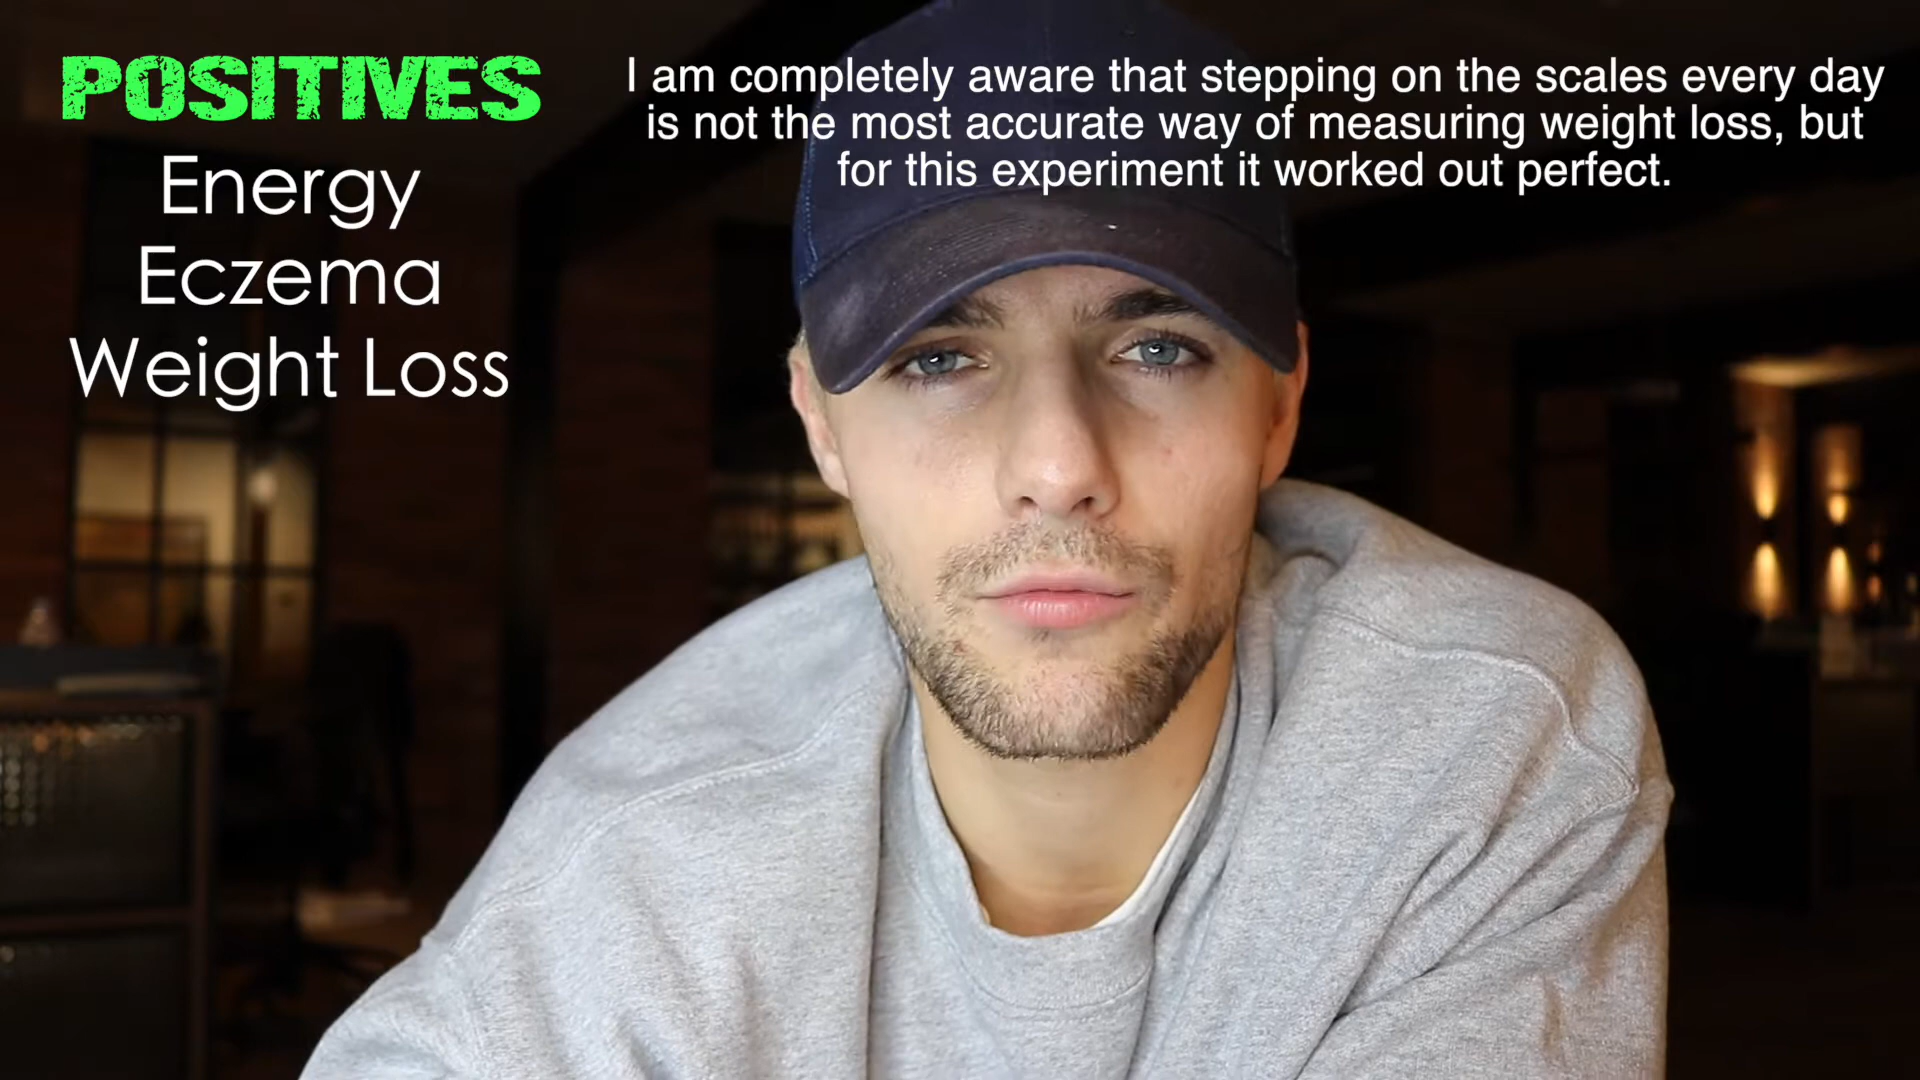 POSITIVES
Energy
Eczema
Weight Loss
I am completely aware that stepping on the scales every day
is not the most accurate way of measuring weight loss, but
for this experiment it worked out perfect.